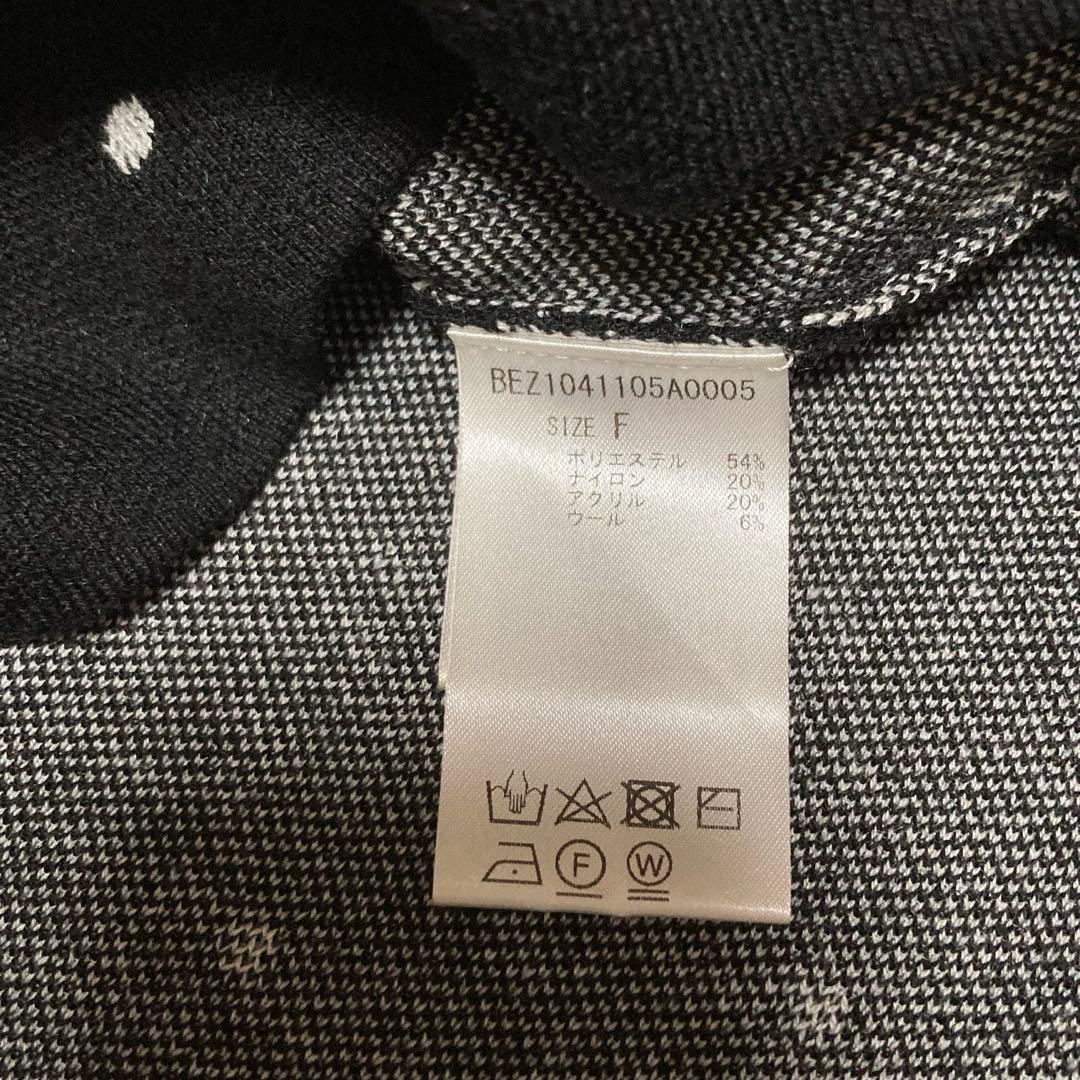 BEZ1041105A0005
SIZE F
ポリエステル 54%
ナイロン 20%
アクリル 20%
ウール 6%
F W